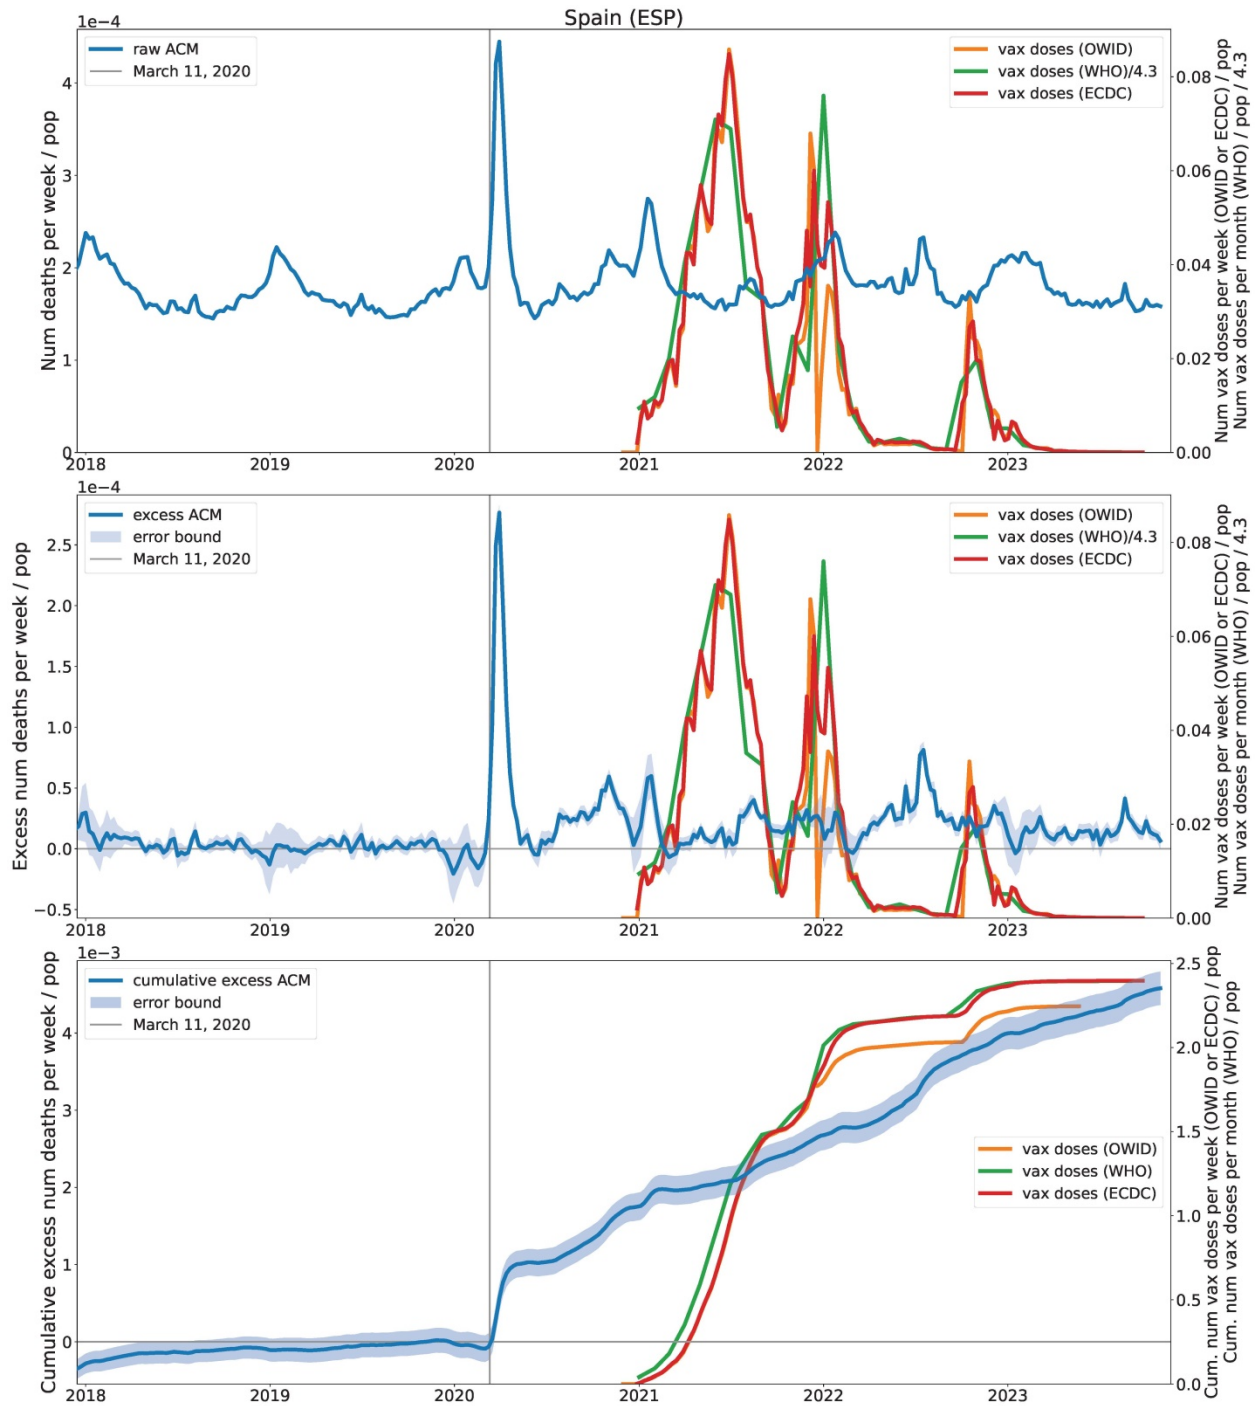 Spain (ESP)
1e−4
raw ACM
March 11, 2020
vax doses (OWID)
vax doses (WHO)/4.3
vax doses (ECDC)
Num deaths per week / pop
4
3
2
1
0
0.08
0.06
0.04
0.02
0.00
Num vax doses per week (OWID or ECDC) / pop
Num vax doses per month (WHO) / pop / 4.3
2018 2019 2020 2021 2022 2023
1e−4
excess ACM
error bound
March 11, 2020
vax doses (OWID)
vax doses (WHO)/4.3
vax doses (ECDC)
Excess num deaths per week / pop
2.5
2.0
1.5
1.0
0.5
0.0
−0.5
0.08
0.06
0.04
0.02
0.00
Num vax doses per week (OWID or ECDC) / pop
Num vax doses per month (WHO) / pop / 4.3
2018 2019 2020 2021 2022 2023
1e−3
cumulative excess ACM
error bound
March 11, 2020
vax doses (OWID)
vax doses (WHO)
vax doses (ECDC)
Cumulative excess num deaths per week / pop
4
3
2
1
0
2.5
2.0
1.5
1.0
0.5
0.0
Cum. num vax doses per week (OWID or ECDC) / pop
Cum. num vax doses per month (WHO) / pop
2018 2019 2020 2021 2022 2023